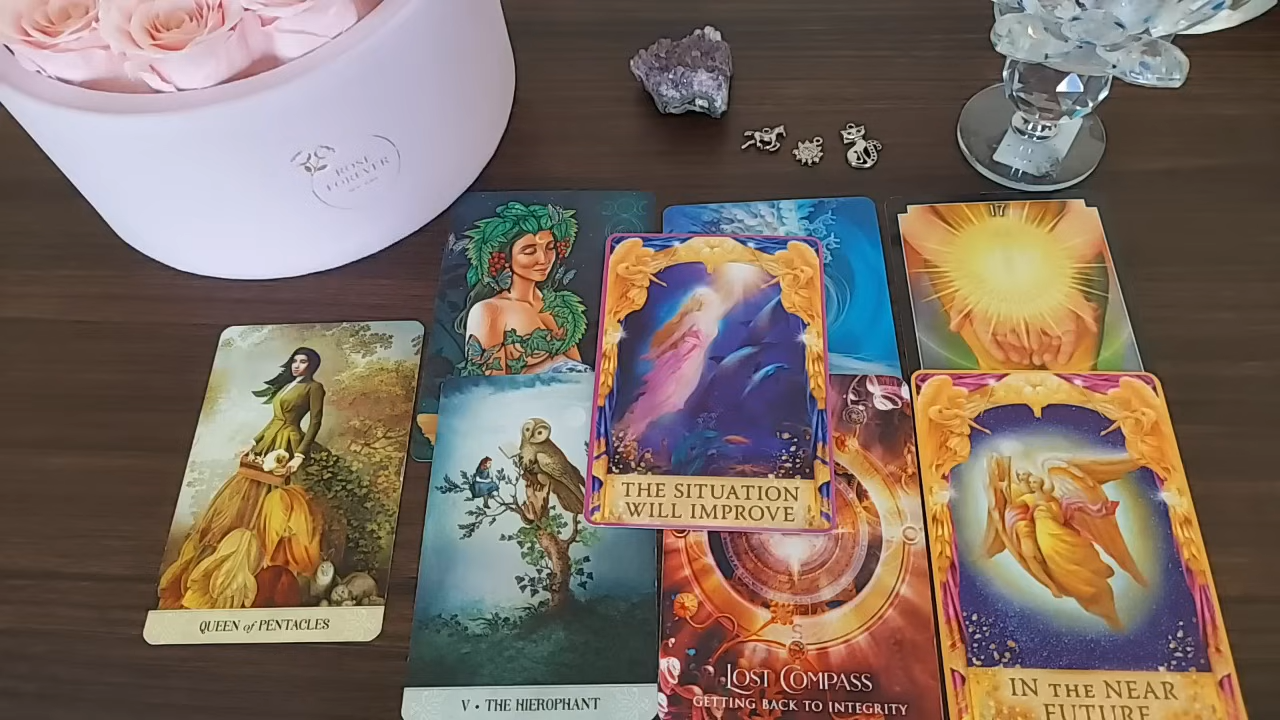 ROSE
FOREVER
17
THE SITUATION
WILL IMPROVE
QUEEN of PENTACLES
V • THE HIEROPHANT
LOST COMPASS
GETTING BACK TO INTEGRITY
IN THE NEAR
FUTURE